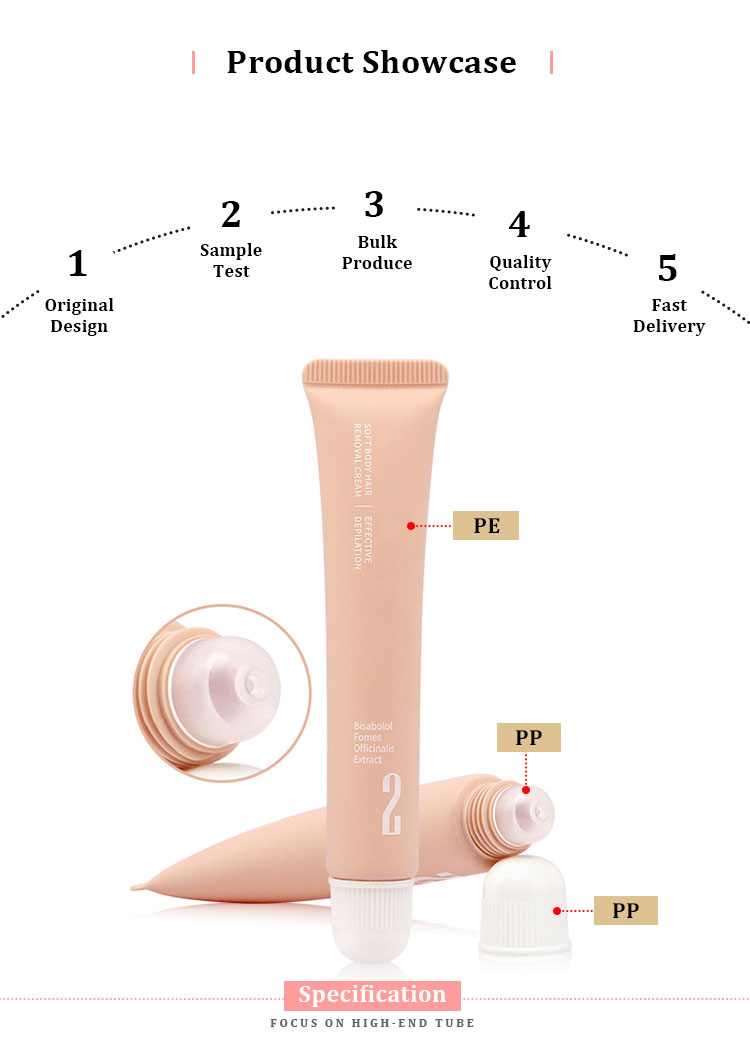 Product Showcase
1
Original
Design
2
Sample
Test
3
Bulk
Produce
4
Quality
Control
5
Fast
Delivery
SOFT BODY HAIR
REMOVAL CREAM
EFFECTIVE
DEPILATION
PE
Bisabolol
Fomes
Officinalis
Extract
2
PP
PP
Specification
FOCUS ON HIGH-END TUBE